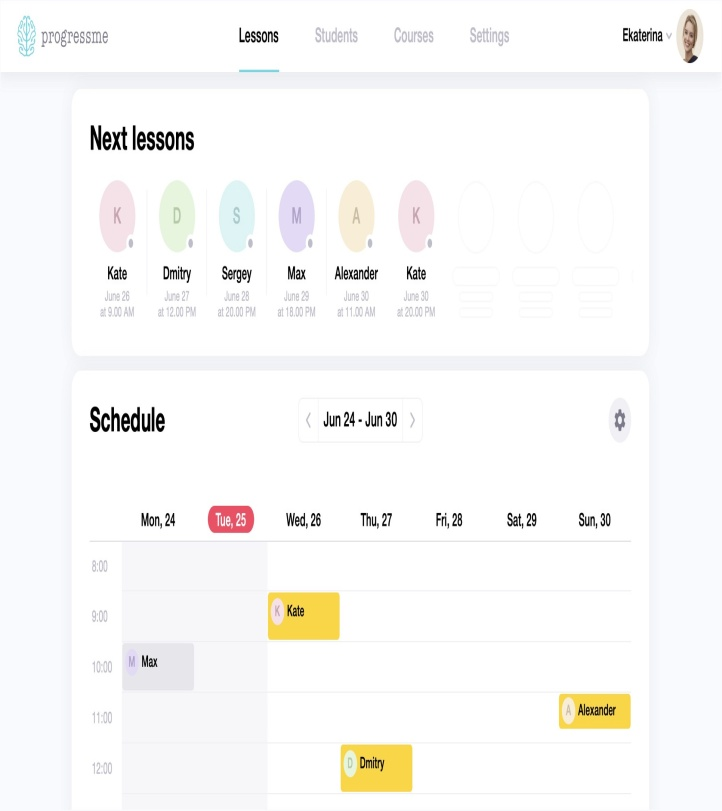 progressme Lessons Students Courses Settings Ekaterina
Next lessons
K D S M A K
Kate Dmitry Sergey Max Alexander Kate
June 26 June 27 June 28 June 29 June 30 June 30
at 9.00 AM at 12.00 PM at 20.00 PM at 18.00 PM at 11.00 AM at 20.00 PM
Schedule Jun 24 - Jun 30
Mon, 24 Tue, 25 Wed, 26 Thu, 27 Fri, 28 Sat, 29 Sun, 30
8:00
9:00 K Kate
10:00 M Max
11:00 A Alexander
12:00 D Dmitry